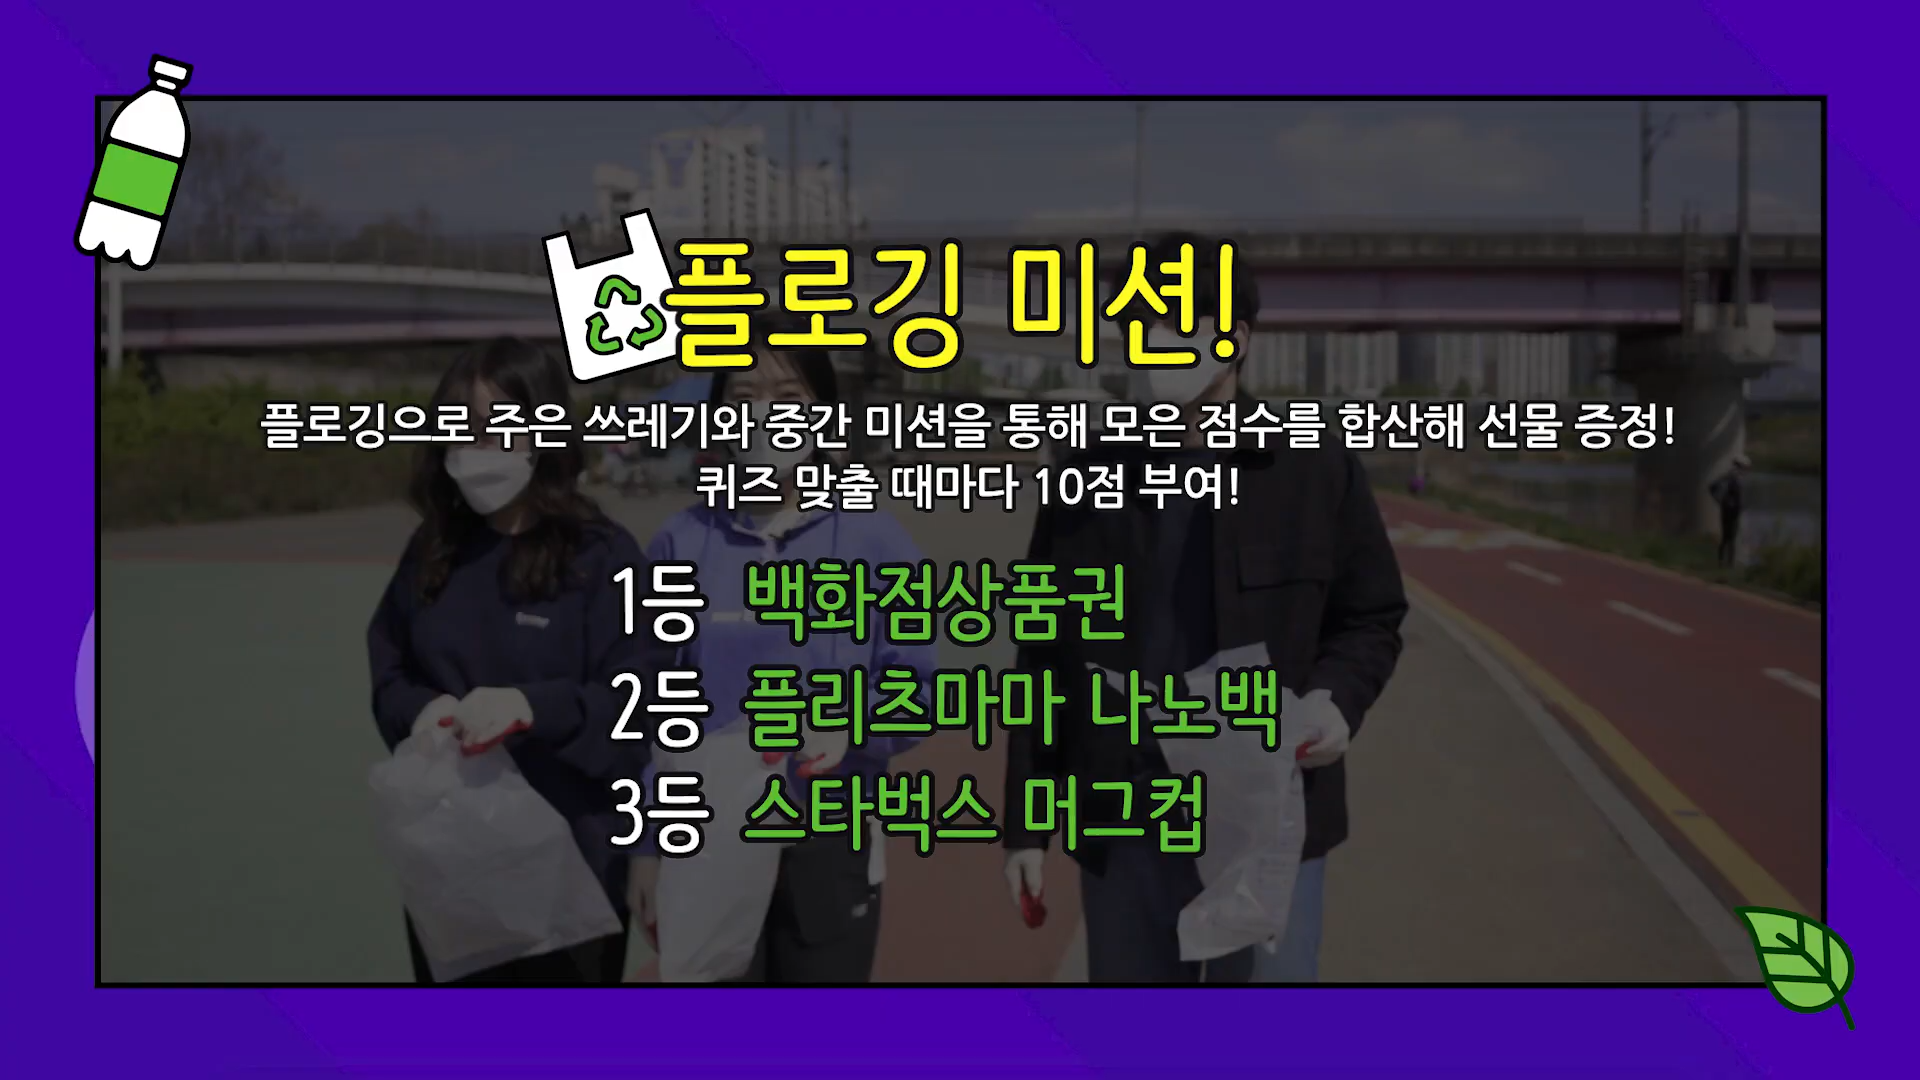 플로깅 미션!
플로깅으로 주운 쓰레기와 중간 미션을 통해 모은 점수를 합산해 선물 증정!
퀴즈 맞출 때마다 10점 부여!
1등 백화점상품권
2등 플리츠마마 나노백
3등 스타벅스 머그컵